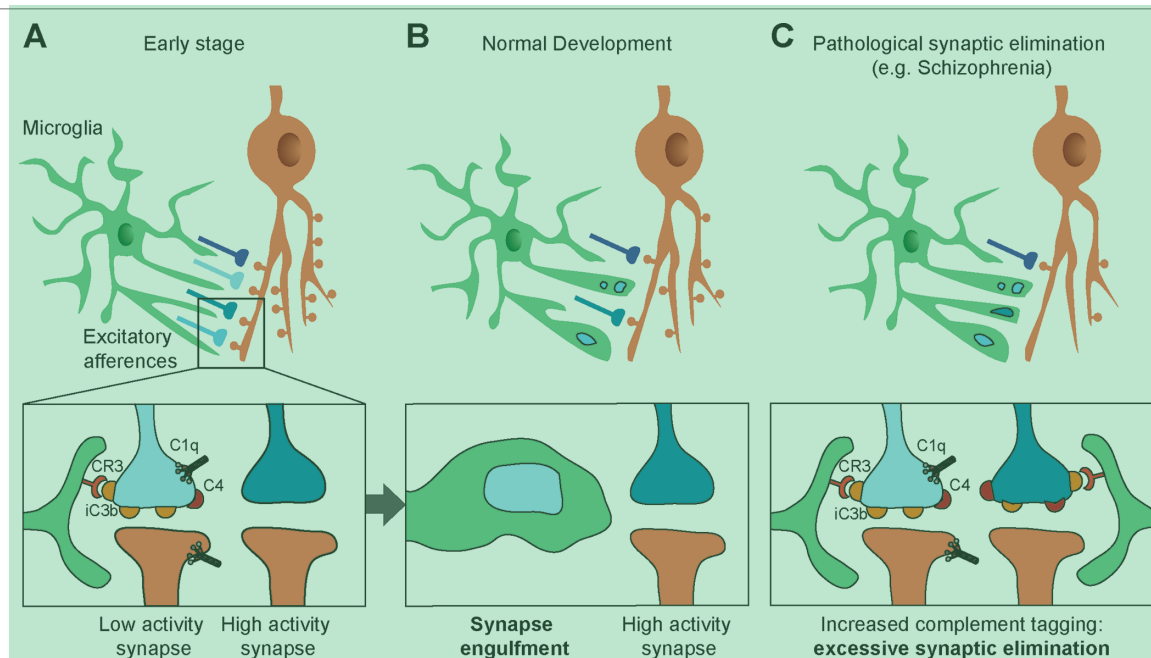 A
Early stage
B
Normal Development
C
Pathological synaptic elimination
(e.g. Schizophrenia)
Microglia
Excitatory
afferences
C1q
CR3
C4
iC3b
C1q
CR3
C4
iC3b
Low activity
synapse
High activity
synapse
Synapse
engulfment
High activity
synapse
Increased complement tagging:
excessive synaptic elimination